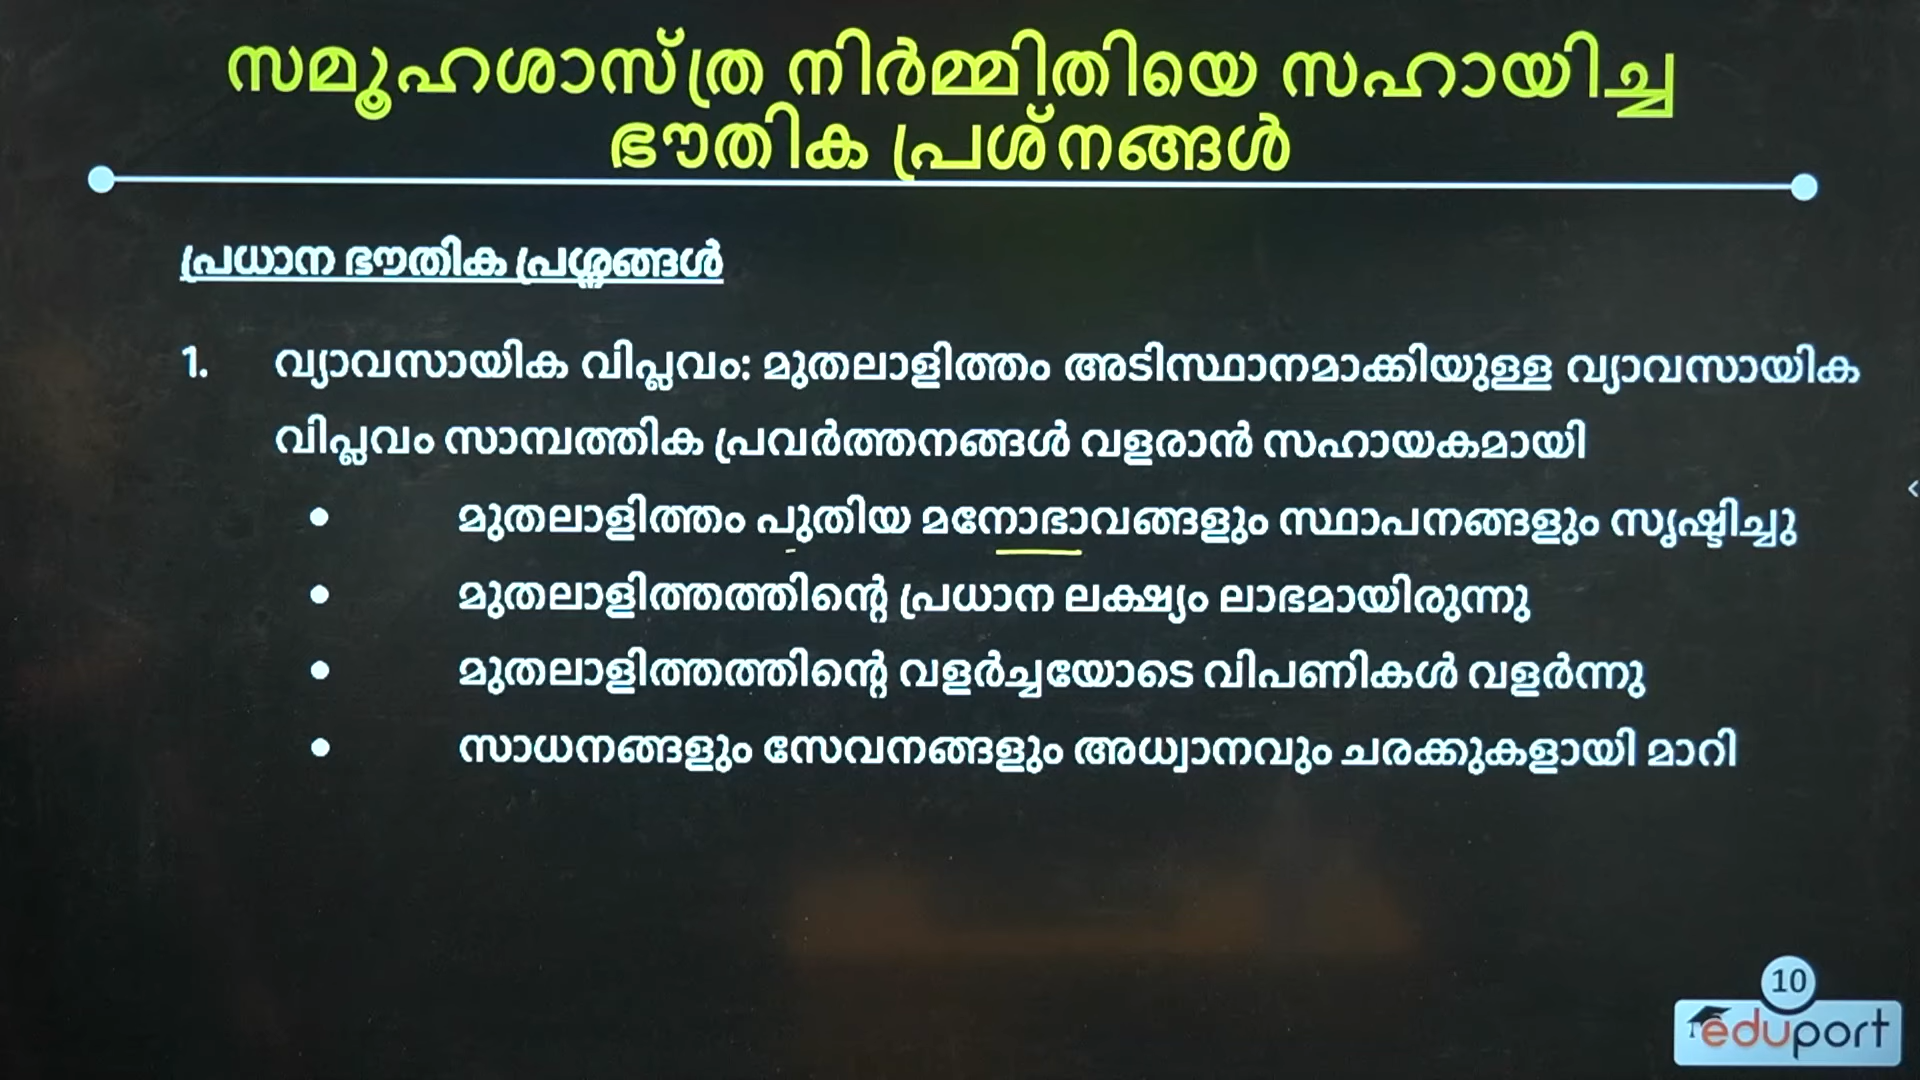 സമൂഹശാസ്ത്ര നിർമ്മിതിയെ സഹായിച്ച
ഭൗതിക പ്രശ്നങ്ങൾ
പ്രധാന ഭൗതിക പ്രശ്നങ്ങൾ
1. വ്യാവസായിക വിപ്ലവം: മുതലാളിത്തം അടിസ്ഥാനമാക്കിയുള്ള വ്യാവസായിക
വിപ്ലവം സാമ്പത്തിക പ്രവർത്തനങ്ങൾ വളരാൻ സഹായകമായി
• മുതലാളിത്തം പുതിയ മനോഭാവങ്ങളും സ്ഥാപനങ്ങളും സൃഷ്ടിച്ചു
• മുതലാളിത്തത്തിന്റെ പ്രധാന ലക്ഷ്യം ലാഭമായിരുന്നു
• മുതലാളിത്തത്തിന്റെ വളർച്ചയോടെ വിപണികൾ വളർന്നു
• സാധനങ്ങളും സേവനങ്ങളും അധ്വാനവും ചരക്കുകളായി മാറി
10
eduport